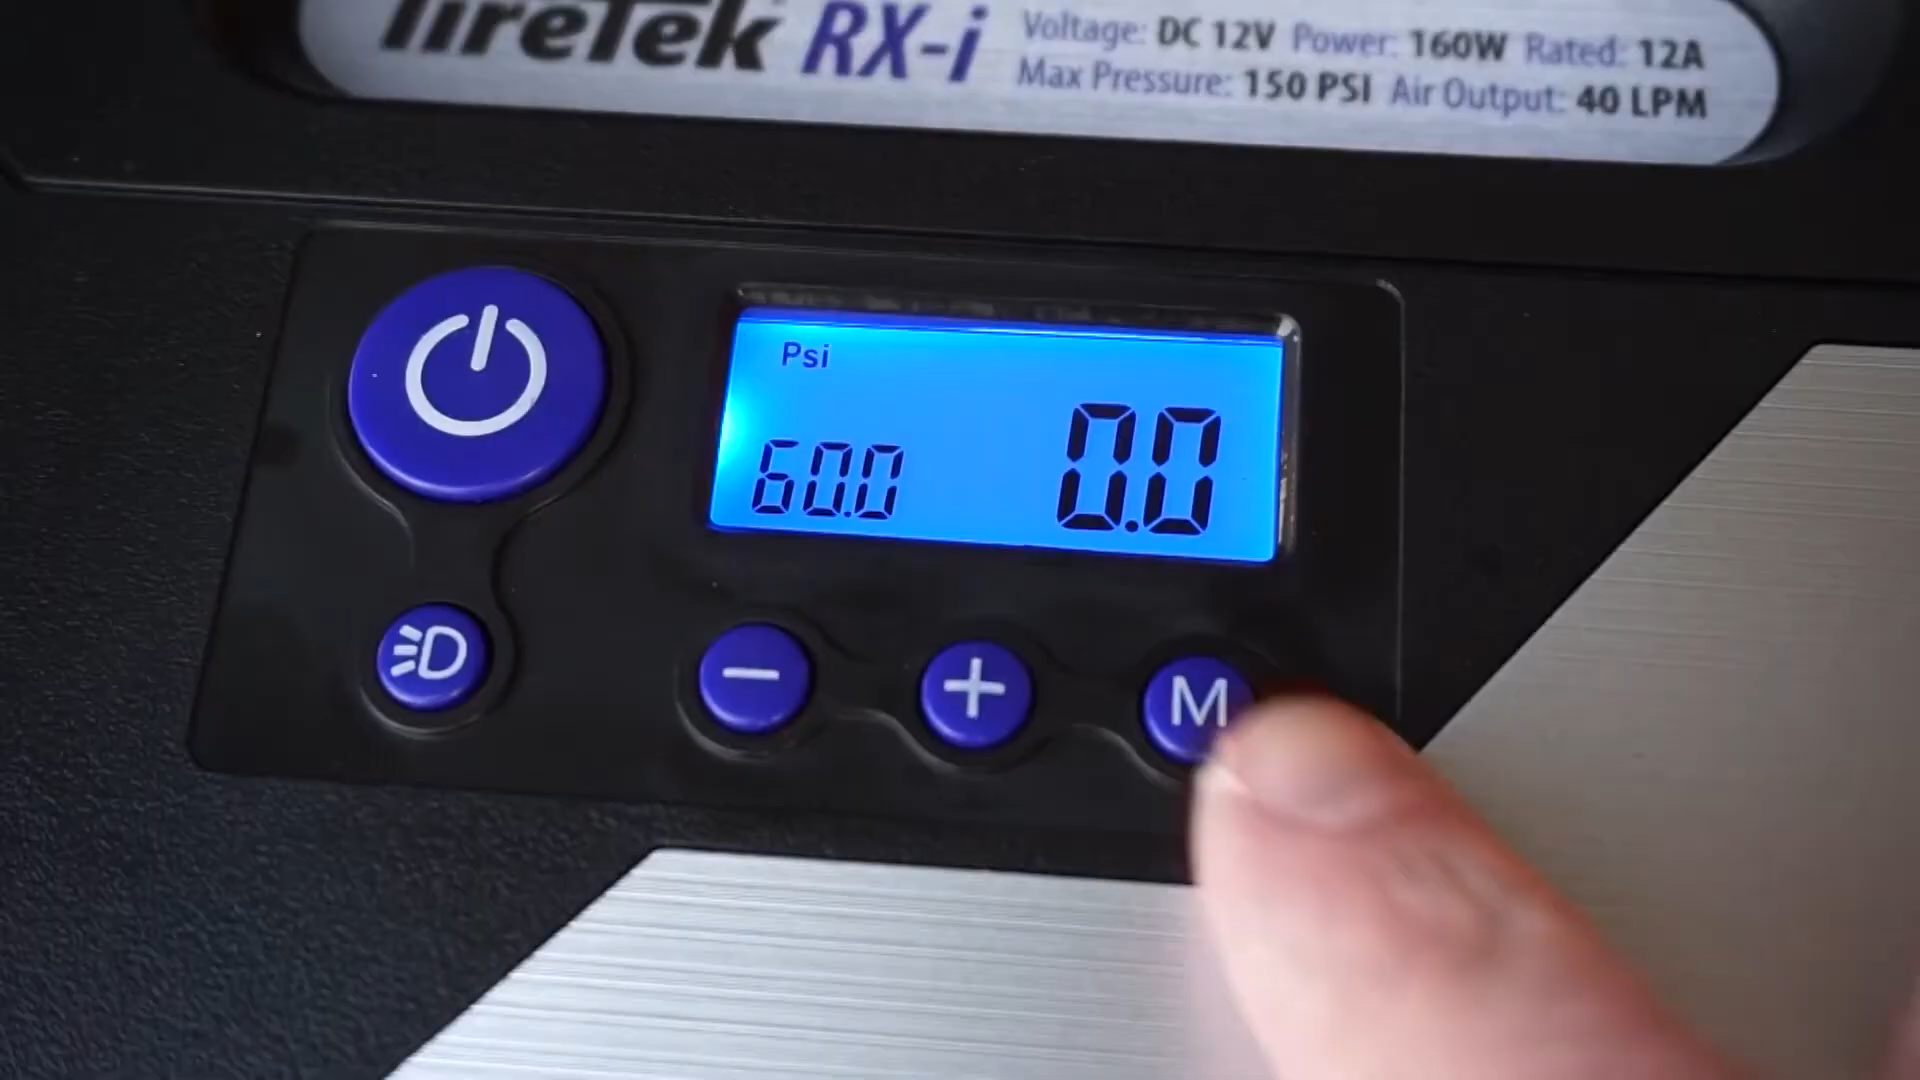 TireTek RX-i
Voltage: DC 12V Power: 160W Rated: 12A
Max Pressure: 150 PSI Air Output: 40 LPM
Psi
60.0 0.0
M